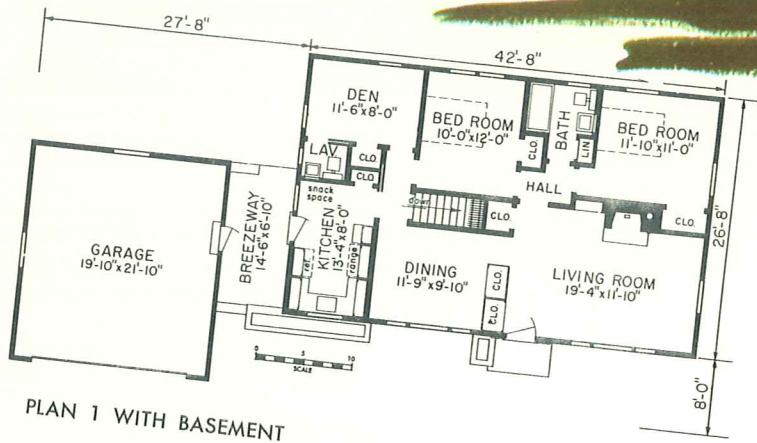 27'-8"
42'-8"
DEN
11'-6"x8'-0"
BED ROOM
10'-0"x12'-0"
BATH
BED ROOM
11'-10"x11'-0"
LAV
CLO.
CLO.
CLO.
LIN
HALL
snack
space
down
CLO.
CLO.
26'-8"
GARAGE
19'-10"x21'-10"
BREEZEWAY
14'-6"x6'-10"
KITCHEN
13'-4"x8'-0"
ref.
range
DINING
11'-9"x9'-10"
CLO.
CLO.
LIVING ROOM
19'-4"x11'-10"
0 5 10
SCALE
8'-0"
PLAN 1 WITH BASEMENT